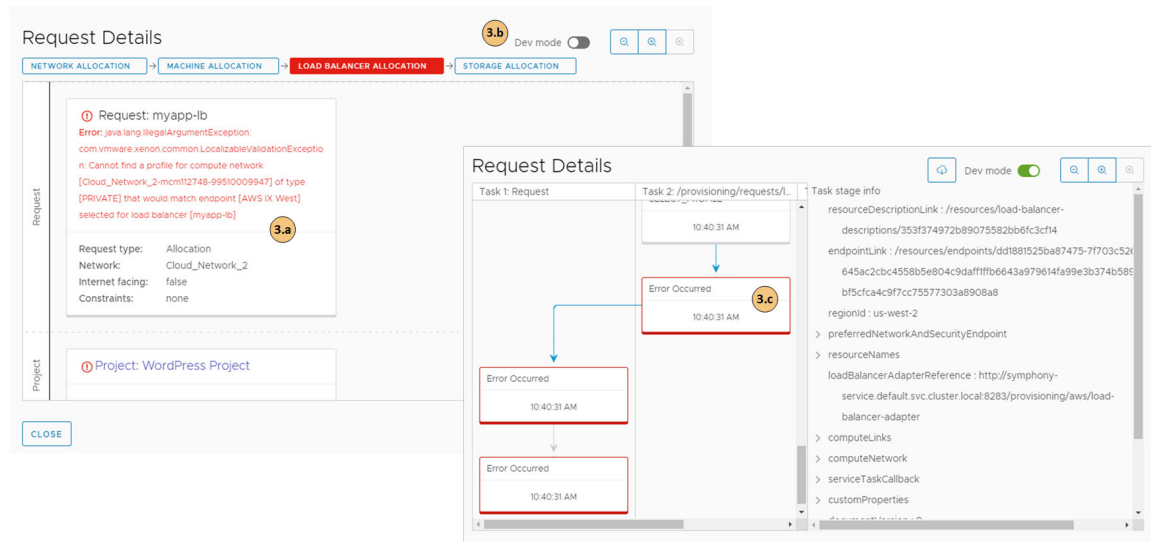 Request Details
3.b
Dev mode
NETWORK ALLOCATION
MACHINE ALLOCATION
LOAD BALANCER ALLOCATION
STORAGE ALLOCATION
Request
Request: myapp-lb
Error: java.lang.IllegalArgumentException:
com.vmware.xenon.common.LocalizableValidationExceptio
n: Cannot find a profile for compute network
[Cloud_Network_2-mcm112748-99510009947] of type
[PRIVATE] that would match endpoint [AWS IX West]
selected for load balancer [myapp-lb]
3.a
Request type: Allocation
Network: Cloud_Network_2
Internet facing: false
Constraints: none
Project
Project: WordPress Project
CLOSE
Request Details
Dev mode
Task 1: Request
Task 2: /provisioning/requests/l...
Task stage info
10:40:31 AM
Error Occurred
3.c
10:40:31 AM
Error Occurred
10:40:31 AM
Error Occurred
10:40:31 AM
resourceDescriptionLink : /resources/load-balancer-
descriptions/353f374972b89075582bb6fc3cf14
endpointLink : /resources/endpoints/dd1881525ba87475-7f703c526
645ac2cbc4558b5e804c9daff1ffb6643a979614fa99e3b374b589
bf5cfca4c9f7cc75577303a8908a8
regionId : us-west-2
preferredNetworkAndSecurityEndpoint
resourceNames
loadBalancerAdapterReference : http://symphony-
service.default.svc.cluster.local:8283/provisioning/aws/load-
balancer-adapter
computeLinks
computeNetwork
serviceTaskCallback
customProperties